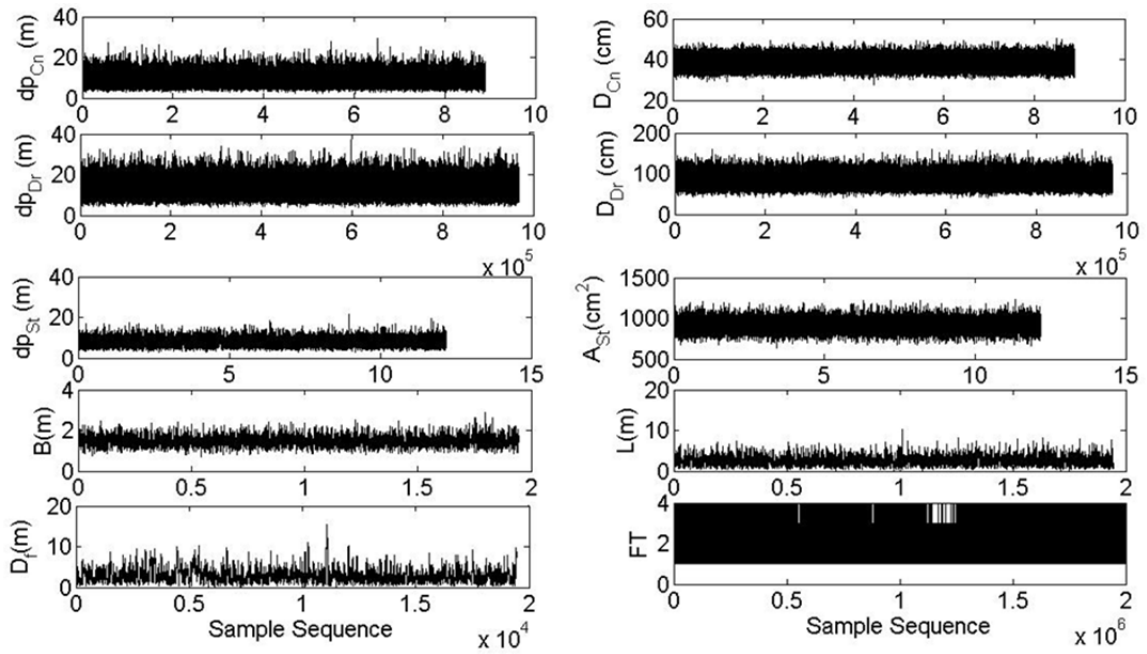 dp_Cn (m)
40
20
0
0 2 4 6 8 10
D_Cn (cm)
60
40
20
0 2 4 6 8 10
dp_Dr (m)
40
20
0
0 2 4 6 8 10
x 10^5
D_Dr (cm)
200
100
0
0 2 4 6 8 10
x 10^5
dp_St (m)
40
20
0
0 5 10 15
A_St(cm^2)
1500
1000
500
0 5 10 15
B(m)
4
2
0
0 0.5 1 1.5 2
L(m)
20
10
0
0 0.5 1 1.5 2
D_f(m)
20
10
0
0 0.5 1 1.5 2
Sample Sequence
x 10^4
FT
4
2
0
0 0.5 1 1.5 2
Sample Sequence
x 10^6